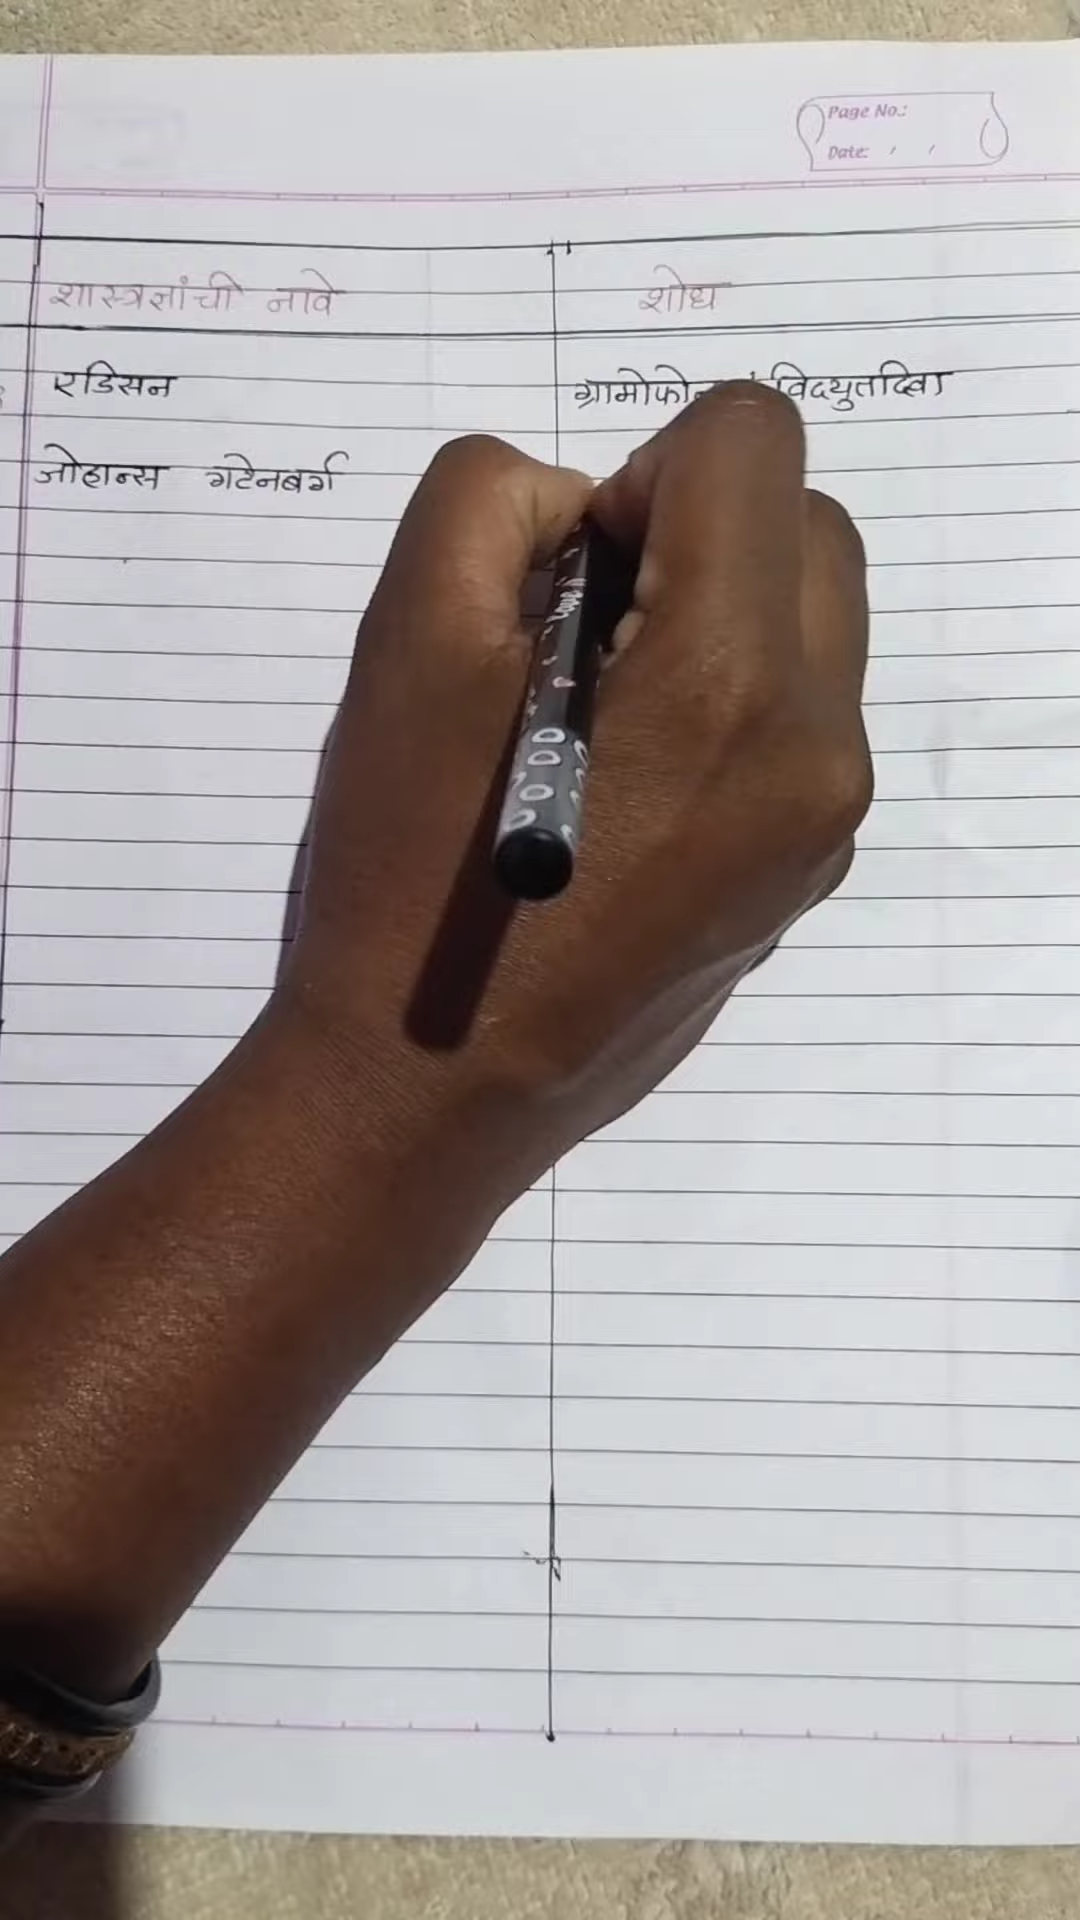 Page No.:
Date:
शास्त्रज्ञांची नावे शोध
एडिसन विद्युतदिवा
जोहान्स गटेनबर्ग